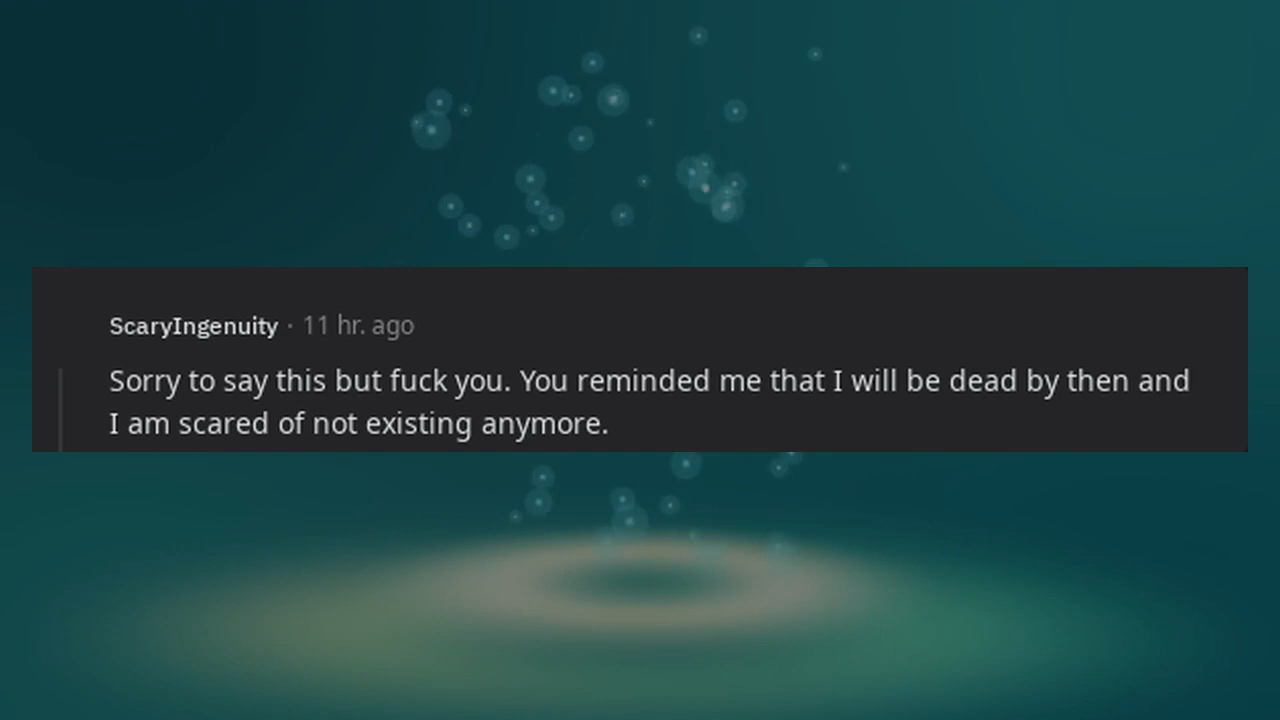 ScaryIngenuity · 11 hr. ago
Sorry to say this but fuck you. You reminded me that I will be dead by then and
I am scared of not existing anymore.